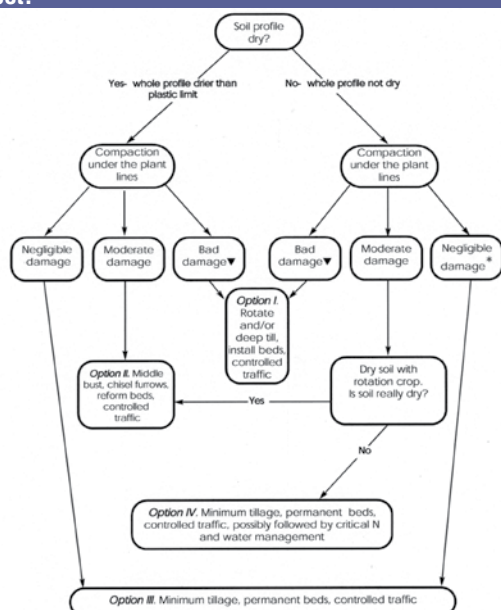 Soil profile
dry?
Yes- whole profile drier than
plastic limit
No- whole profile not dry
Compaction
under the plant
lines
Compaction
under the plant
lines
Negligible
damage
Moderate
damage
Bad
damage▼
Bad
damage▼
Moderate
damage
Negligible
damage*
Option I.
Rotate
and/or
deep till,
install beds,
controlled
traffic
Option II. Middle
bust, chisel furrows,
reform beds,
controlled
traffic
Yes
Dry soil with
rotation crop.
Is soil really dry?
No
Option IV. Minimum tillage, permanent beds,
controlled traffic, possibly followed by critical N
and water management
Option III. Minimum tillage, permanent beds, controlled traffic